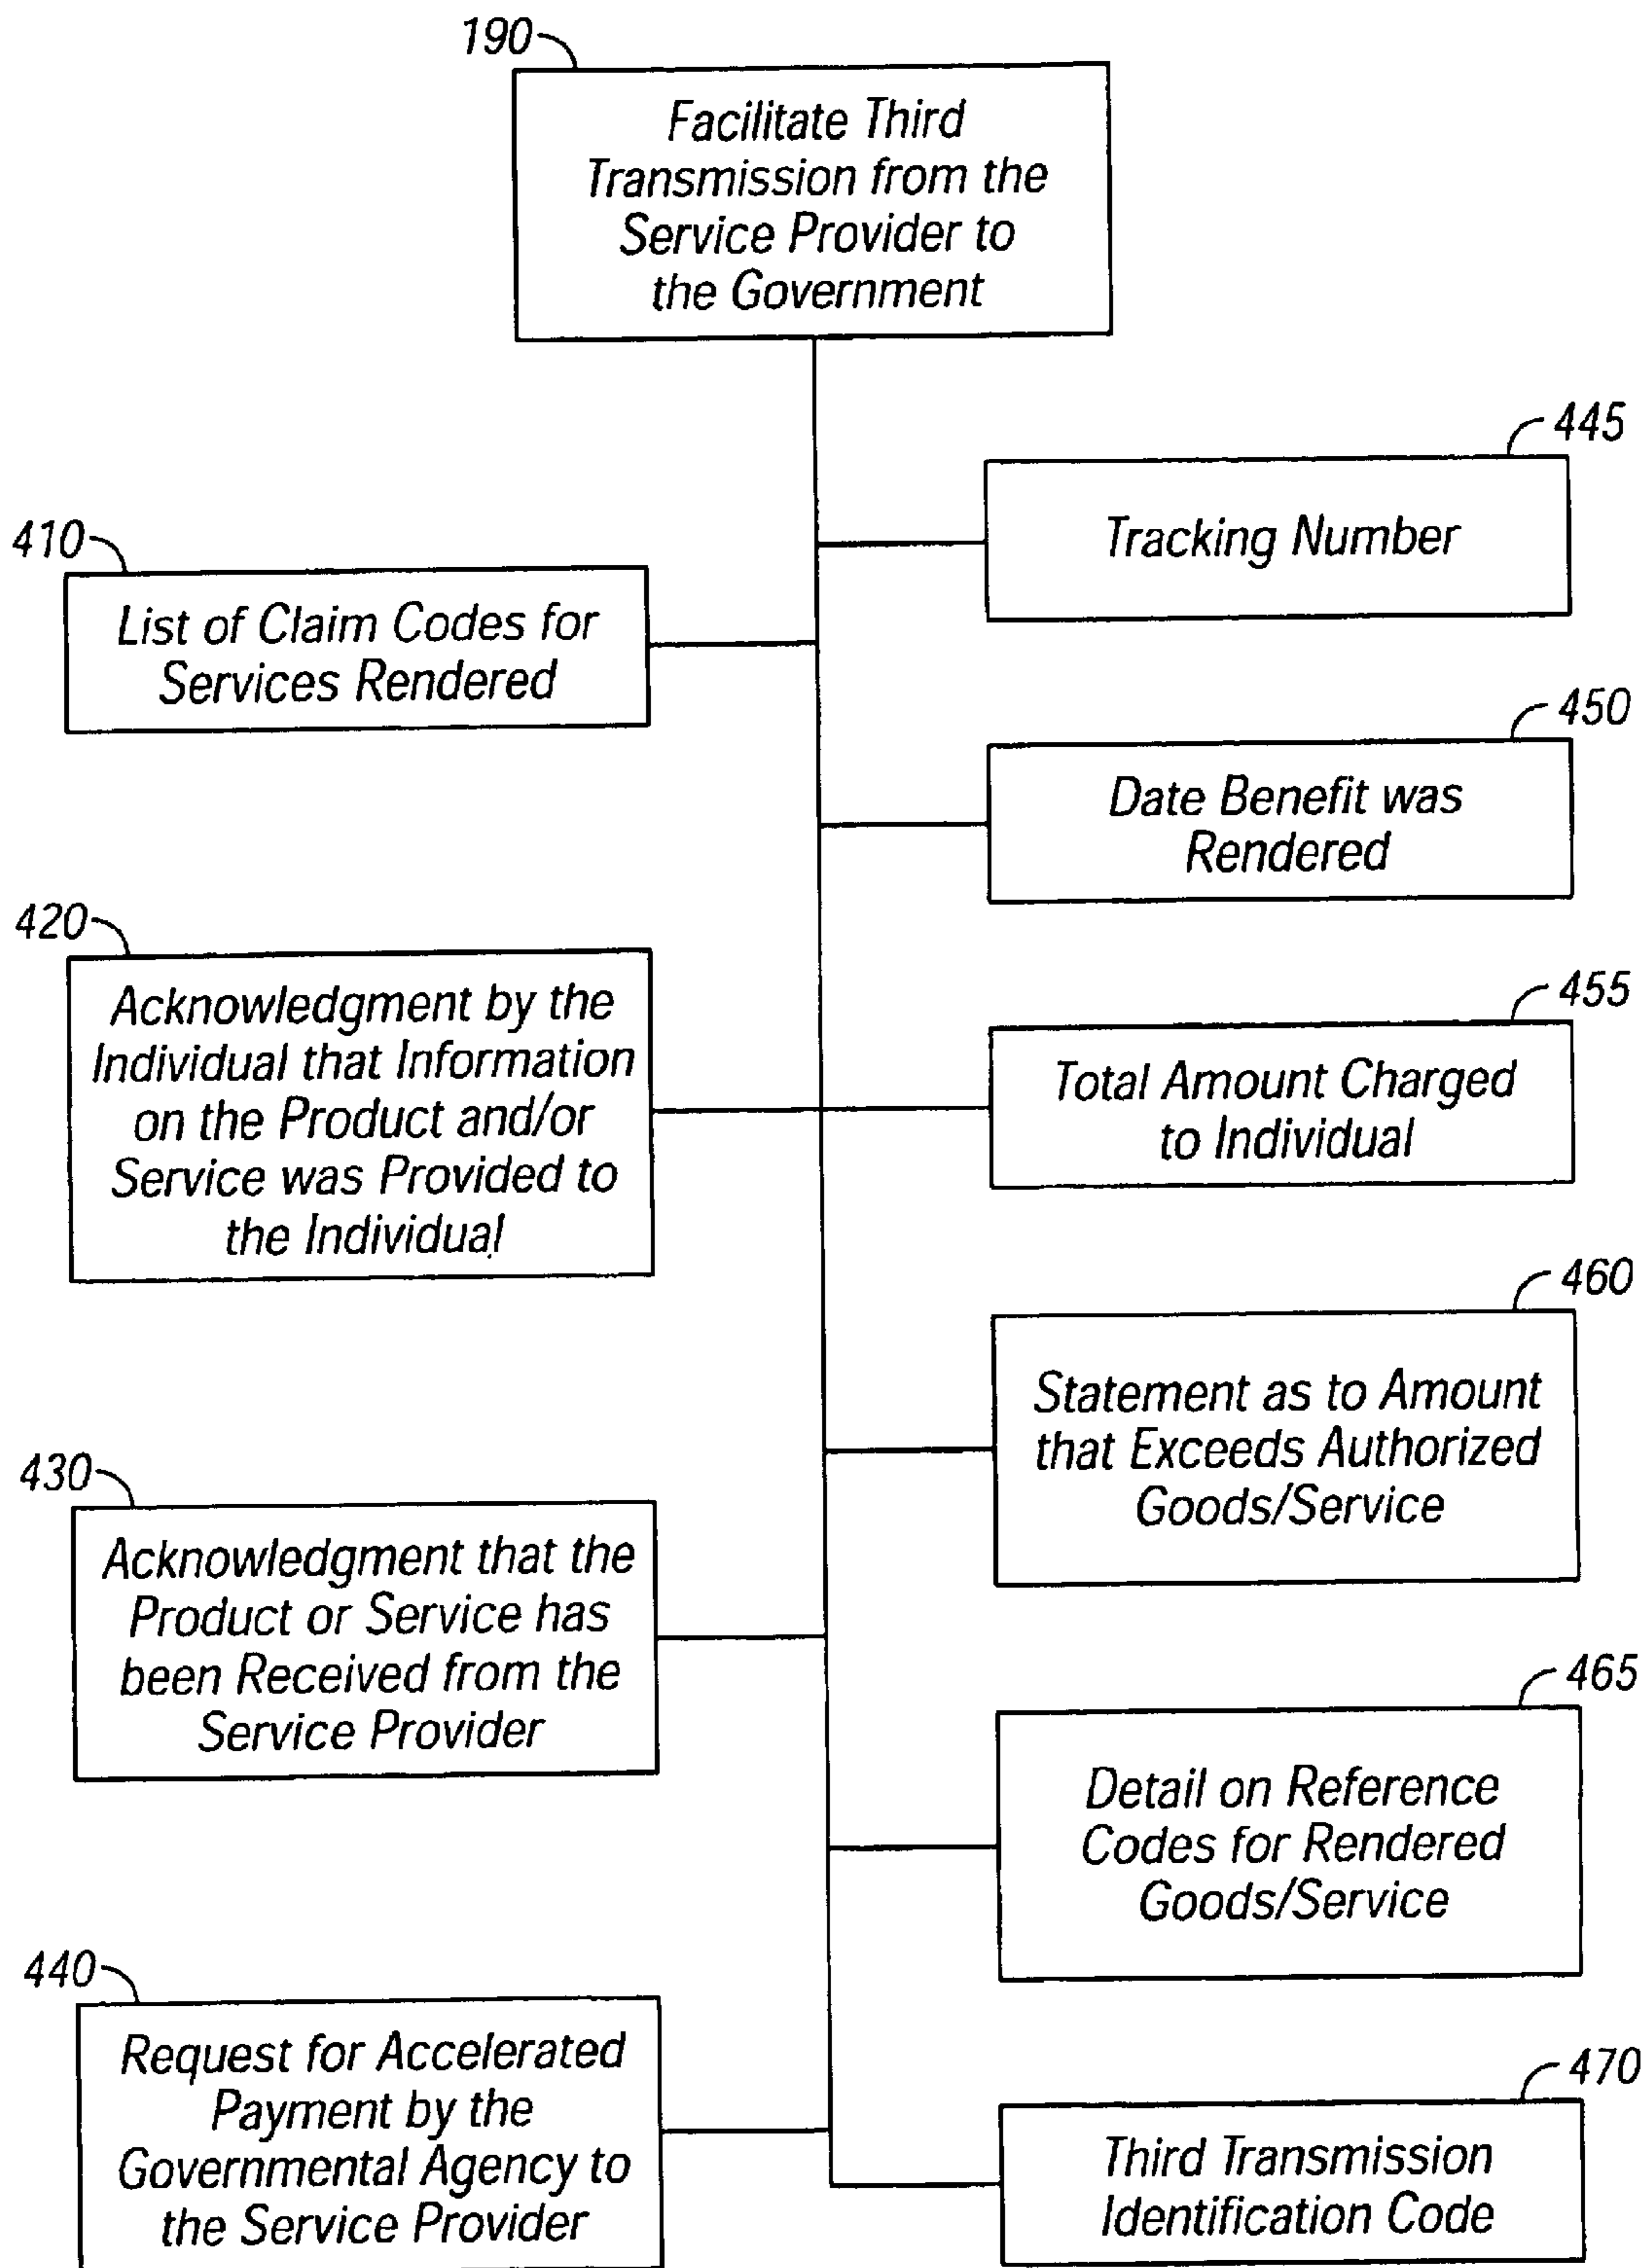 190
Facilitate Third
Transmission from the
Service Provider to
the Government
445
Tracking Number
410
List of Claim Codes for
Services Rendered
450
Date Benefit was
Rendered
420
Acknowledgment by the
Individual that Information
on the Product and/or
Service was Provided to
the Individual
455
Total Amount Charged
to Individual
460
Statement as to Amount
that Exceeds Authorized
Goods/Service
430
Acknowledgment that the
Product or Service has
been Received from the
Service Provider
465
Detail on Reference
Codes for Rendered
Goods/Service
440
Request for Accelerated
Payment by the
Governmental Agency to
the Service Provider
470
Third Transmission
Identification Code